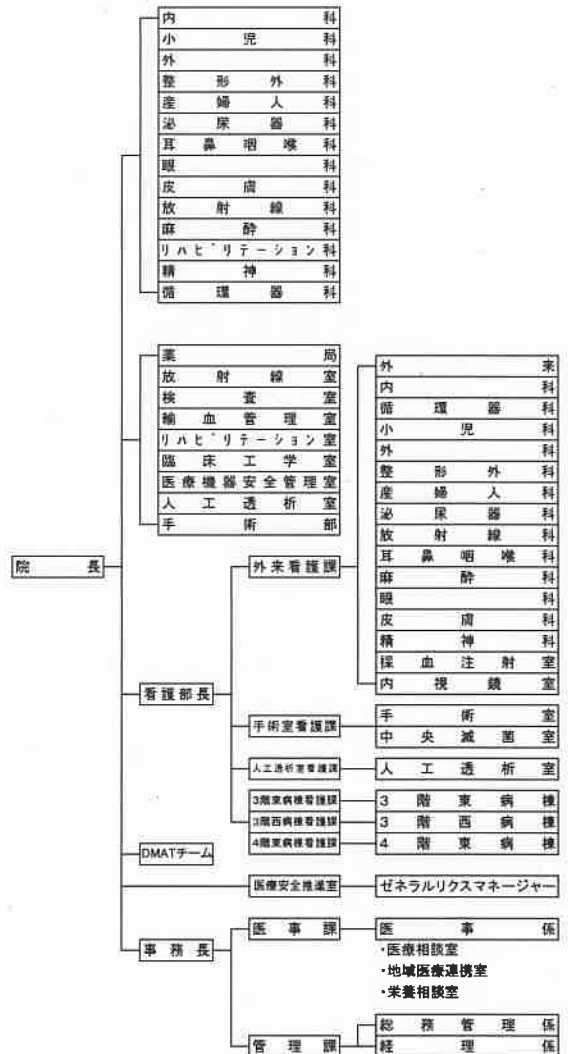 内科
小児科
外科
整形外科
産婦人科
泌尿器科
耳鼻咽喉科
眼科
皮膚科
放射線科
麻酔科
リハビリテーション科
精神科
循環器科
薬局
放射線室
検査室
輸血管理室
リハビリテーション室
臨床工学室
医療機器安全管理室
人工透析室
手術部
院長
看護部長
外来看護課
外来
内科
循環器科
小児科
外科
整形外科
産婦人科
泌尿器科
放射線科
耳鼻咽喉科
麻酔科
眼科
皮膚科
精神科
採血注射室
内視鏡室
手術室看護課
手術室
中央滅菌室
人工透析室看護課
人工透析室
3階東病棟看護課
3階東病棟
3階西病棟看護課
3階西病棟
4階東病棟看護課
4階東病棟
DMATチーム
医療安全推進室
ゼネラルリクスマネージャー
事務長
医事課
医事係
・医療相談室
・地域医療連携室
・栄養相談室
管理課
総務管理係
経理係